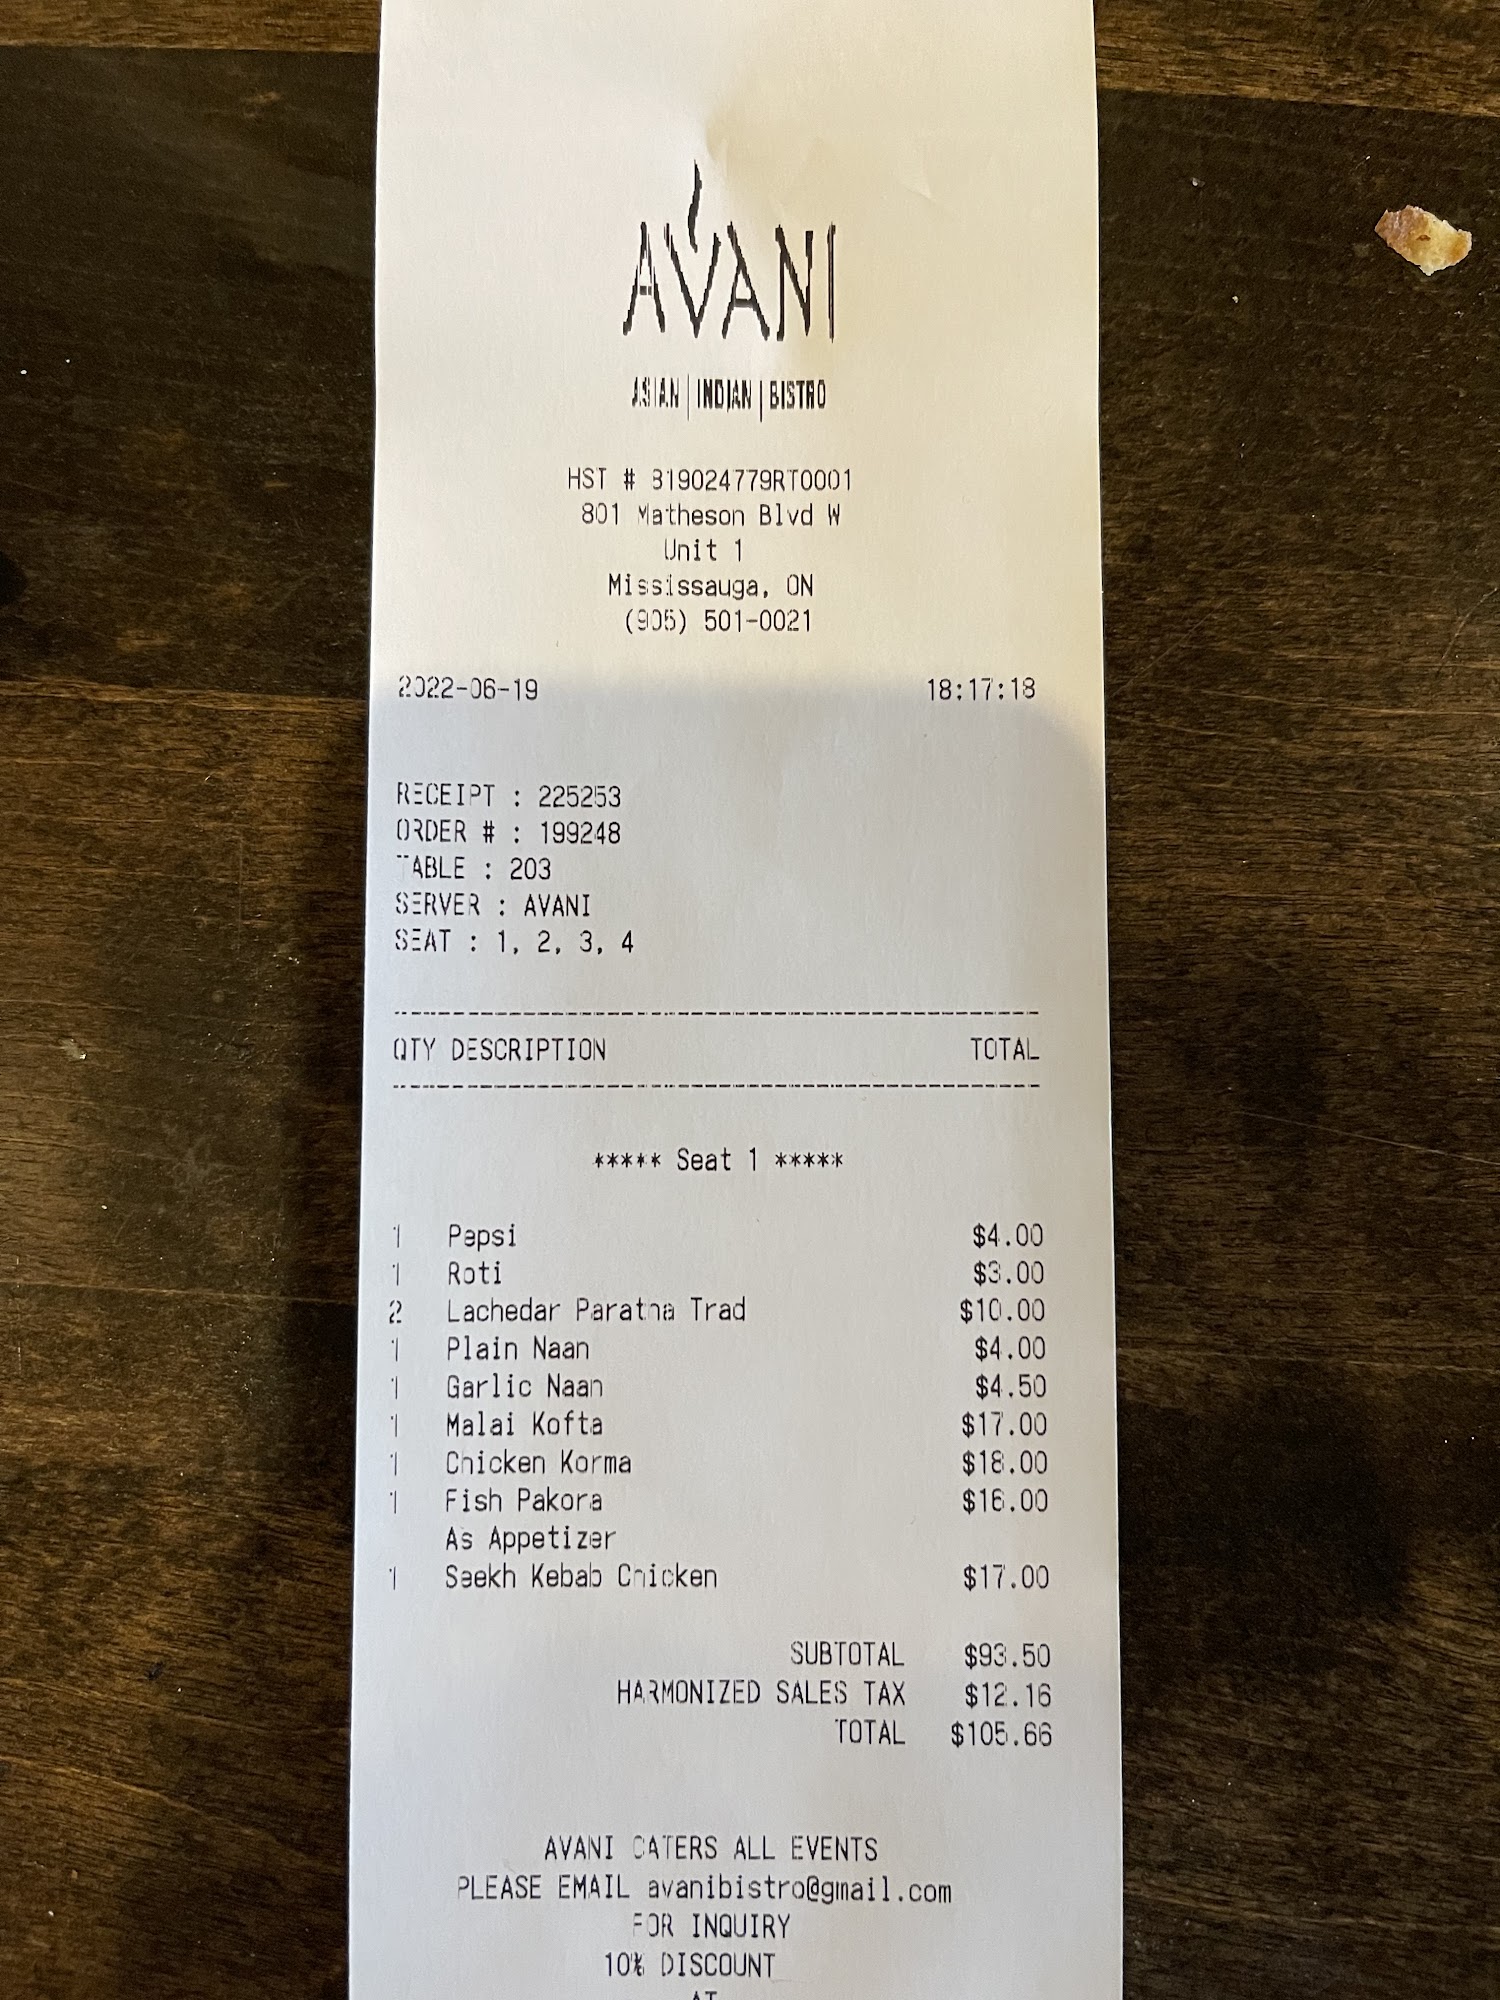 AVANI
ASIAN | INDIAN | BISTRO
HST # 819024779RT0001
801 Matheson Blvd W
Unit 1
Mississauga, ON
(905) 501-0021
2022-06-19 18:17:18
RECEIPT : 225253
ORDER # : 199248
TABLE : 203
SERVER : AVANI
SEAT : 1, 2, 3, 4
QTY DESCRIPTION TOTAL
***** Seat 1 *****
1 Pepsi $4.00
1 Roti $3.00
2 Lachedar Paratha Trad $10.00
1 Plain Naan $4.00
1 Garlic Naan $4.50
1 Malai Kofta $17.00
1 Chicken Korma $18.00
1 Fish Pakora $16.00
As Appetizer
1 Seekh Kebab Chicken $17.00
SUBTOTAL $93.50
HARMONIZED SALES TAX $12.16
TOTAL $105.66
AVANI CATERS ALL EVENTS
PLEASE EMAIL avanibistro@gmail.com
FOR INQUIRY
10% DISCOUNT
AT